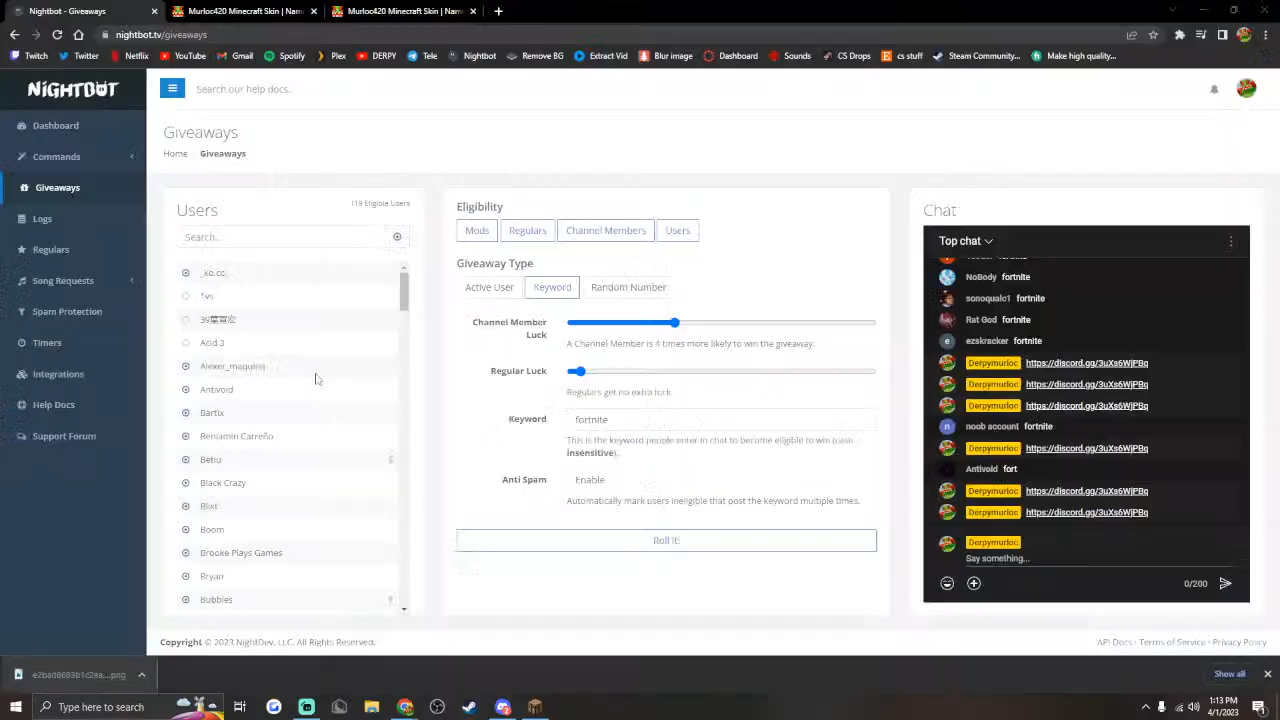 Nightbot - Giveaways
Murloc420 Minecraft Skin | Nam
Murloc420 Minecraft Skin | Nam
nightbot.tv/giveaways
Twitch
Twitter
Netflix
YouTube
Gmail
Spotify
Plex
DERPY
Tele
Nightbot
Remove BG
Extract Vid
Blur image
Dashboard
Sounds
CS Drops
cs stuff
Steam Community...
Make high quality...
NIGHTBOT
Search our help docs..
Dashboard
Commands
Giveaways
Logs
Regulars
Song Requests
Spam Protection
Timers
Integrations
Help Docs
Support Forum
Giveaways
Home
Giveaways
Users
119 Eligible Users
Search...
_ko.cc
1vs
Acid 3
Antivoid
Bartix
Benjamin Carreño
Betiu
Black Crazy
Blixt
Boom
Brooke Plays Games
Bryan
Bubbles
Eligibility
Mods
Regulars
Channel Members
Users
Giveaway Type
Active User
Keyword
Random Number
Channel Member
Luck
A Channel Member is 4 times more likely to win the giveaway.
Regular Luck
Regulars get no extra luck.
Keyword
fortnite
This is the keyword people enter in chat to become eligible to win (case
insensitive).
Anti Spam
Enable
Automatically mark users ineligible that post the keyword multiple times.
Roll it!
Chat
Top chat
fortnite
NoBody fortnite
sonoqualc1 fortnite
Rat God fortnite
ezskracker fortnite
Derpymurloc https://discord.gg/3uXs6WjPBq
Derpymurloc https://discord.gg/3uXs6WjPBq
Derpymurloc https://discord.gg/3uXs6WjPBq
noob account fortnite
Derpymurloc https://discord.gg/3uXs6WjPBq
Antivoid fort
Derpymurloc https://discord.gg/3uXs6WjPBq
Derpymurloc https://discord.gg/3uXs6WjPBq
Derpymurloc
Say something...
0/200
Copyright © 2023 NightDev, LLC. All Rights Reserved.
API Docs - Terms of Service - Privacy Policy
e2bad8683b1c2ea....png
Show all
Type here to search
1:13 PM
4/1/2023